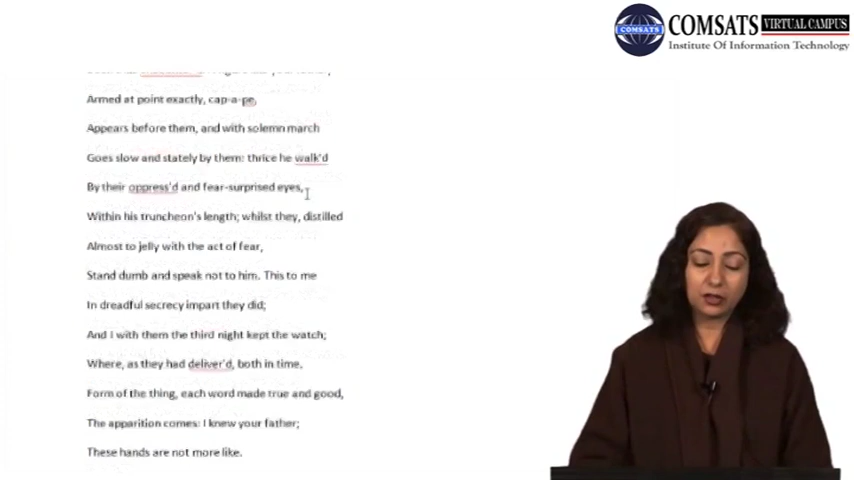 COMSATS VIRTUAL CAMPUS
Institute Of Information Technology
COMSATS
Armed at point exactly, cap-a-pe,
Appears before them, and with solemn march
Goes slow and stately by them: thrice he walk'd
By their oppress'd and fear-surprised eyes,
Within his truncheon's length; whilst they, distilled
Almost to jelly with the act of fear,
Stand dumb and speak not to him. This to me
In dreadful secrecy impart they did;
And I with them the third night kept the watch;
Where, as they had deliver'd, both in time,
Form of the thing, each word made true and good,
The apparition comes: I knew your father;
These hands are not more like.